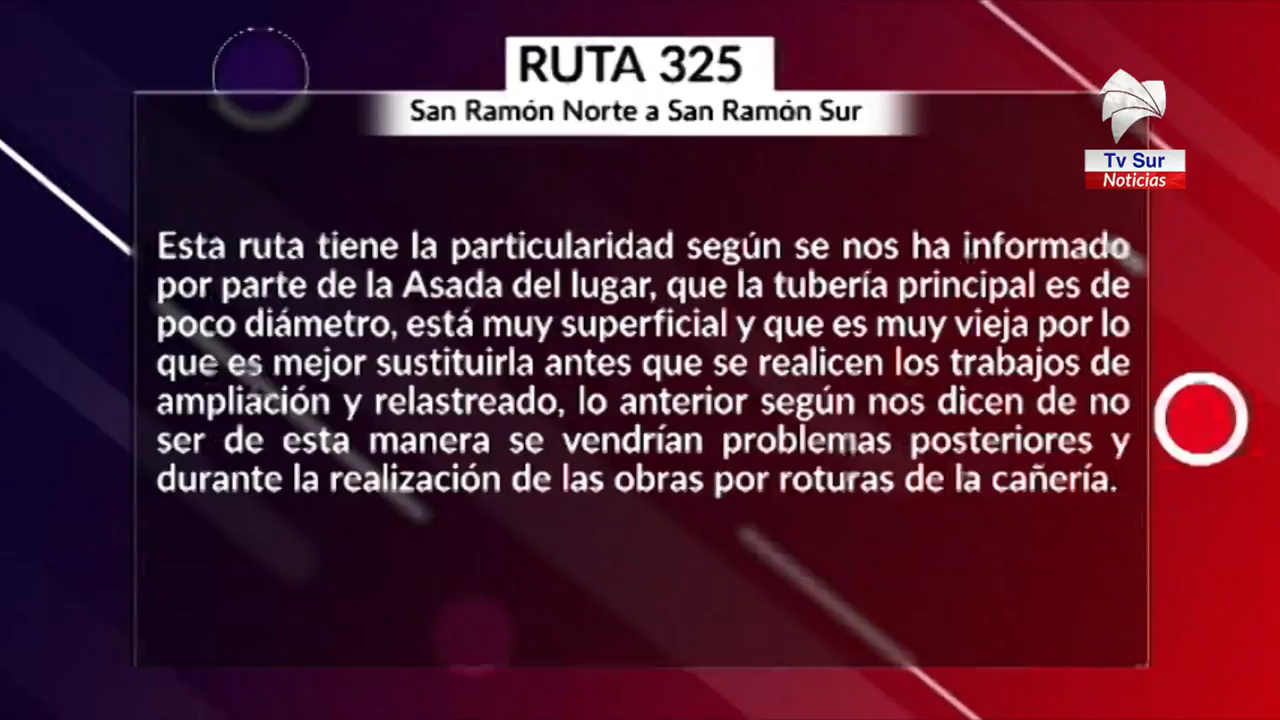 RUTA 325
San Ramón Norte a San Ramón Sur
Tv Sur
Noticias
Esta ruta tiene la particularidad según se nos ha informado
por parte de la Asada del lugar, que la tubería principal es de
poco diámetro, está muy superficial y que es muy vieja por lo
que es mejor sustituirla antes que se realicen los trabajos de
ampliación y relastreado, lo anterior según nos dicen de no
ser de esta manera se vendrían problemas posteriores y
durante la realización de las obras por roturas de la cañería.